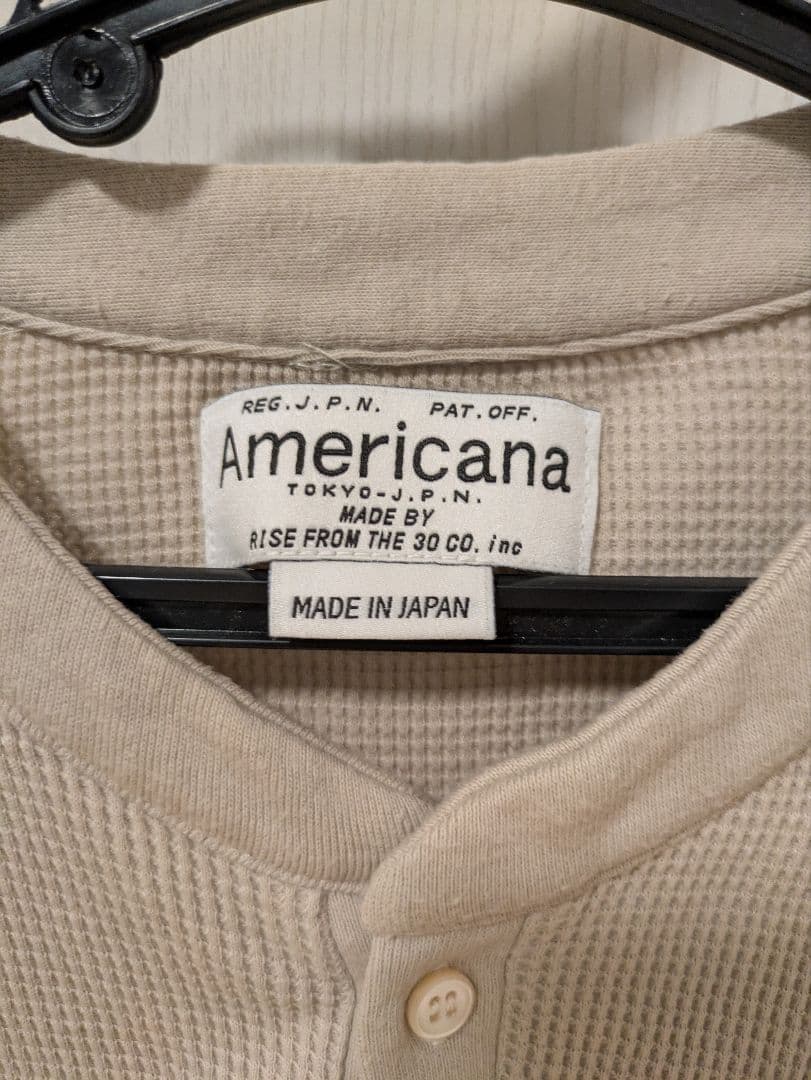 REG.J.P.N. PAT.OFF.
Americana
TOKYO-J.P.N.
MADE BY
RISE FROM THE 30 CO. inc
MADE IN JAPAN